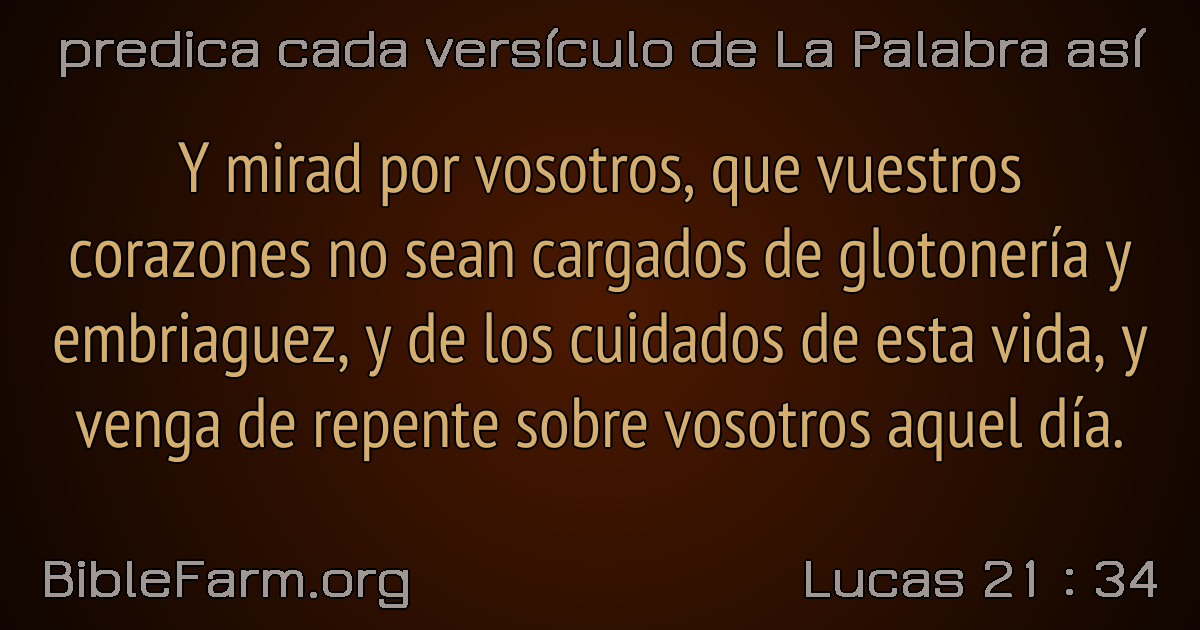 predica cada versículo de La Palabra así
Y mirad por vosotros, que vuestros
corazones no sean cargados de glotonería y
embriaguez, y de los cuidados de esta vida, y
venga de repente sobre vosotros aquel día.
BibleFarm.org
Lucas 21 : 34